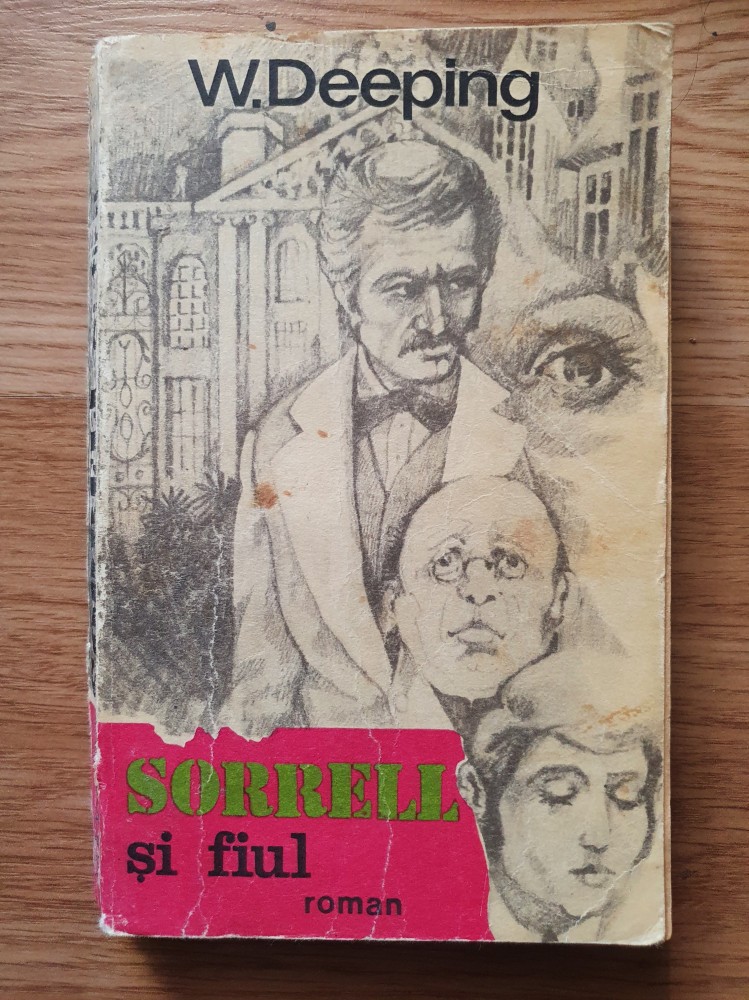 W.Deeping
SORRELL
și fiul
roman